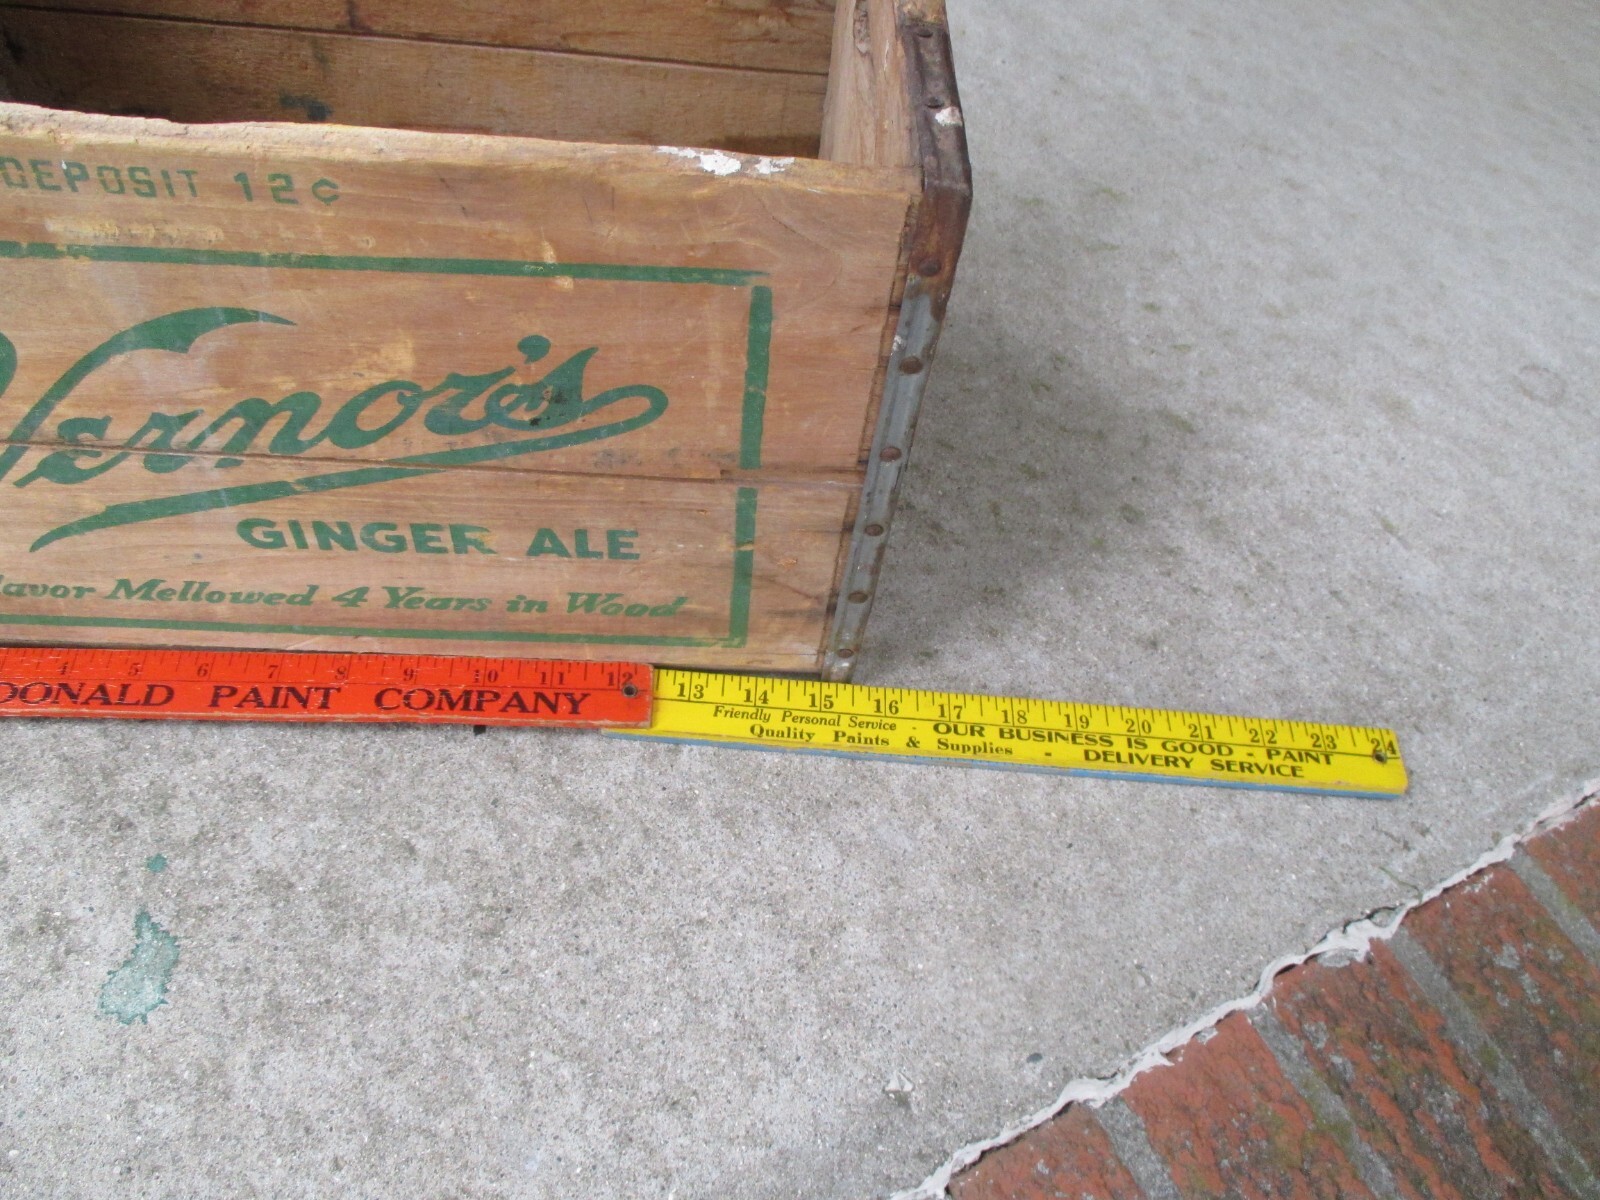 DEPOSIT 12¢
Vernor's
GINGER ALE
Mellowed 4 Years in Wood
4 5 6 7 8 9 10 11 12
PAINT COMPANY
13 14 15 16 17 18 19 20 21 22 23 24
Friendly Personal Service - OUR BUSINESS IS GOOD - PAINT
Quality Paints & Supplies - DELIVERY SERVICE